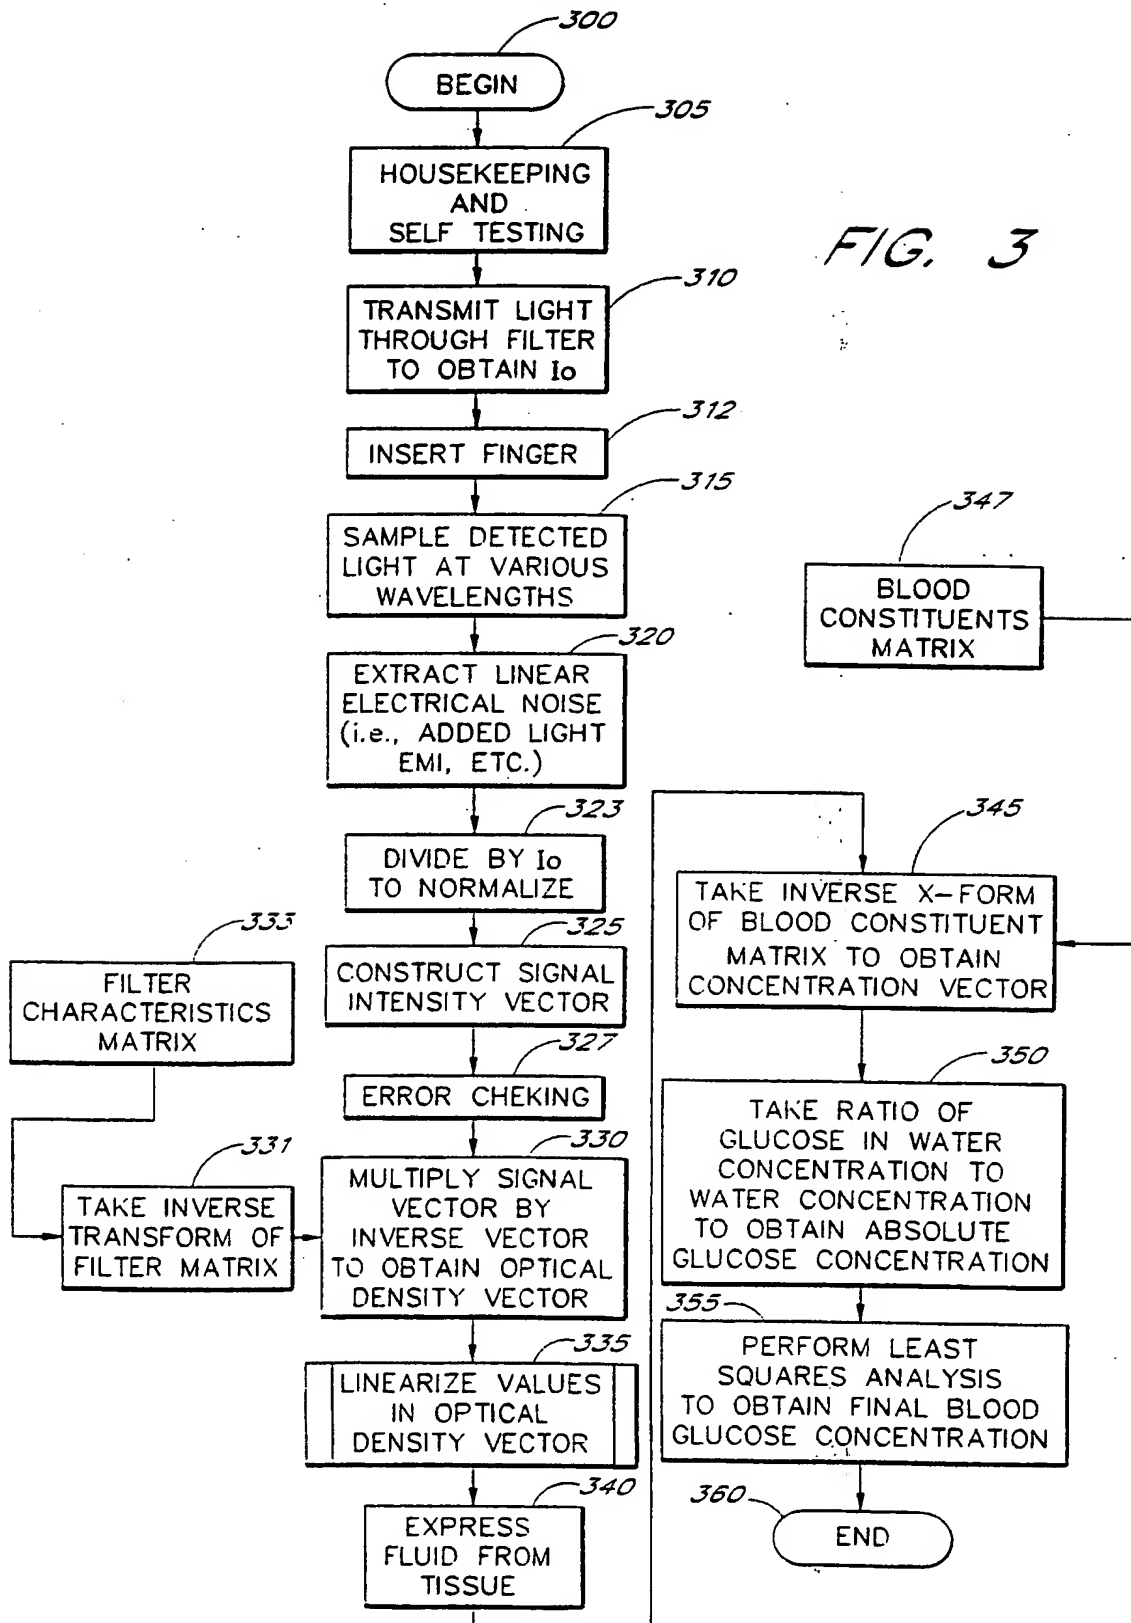 300
BEGIN
305
HOUSEKEEPING
AND
SELF TESTING
FIG. 3
310
TRANSMIT LIGHT
THROUGH FILTER
TO OBTAIN Io
312
INSERT FINGER
315
SAMPLE DETECTED
LIGHT AT VARIOUS
WAVELENGTHS
320
EXTRACT LINEAR
ELECTRICAL NOISE
(i.e., ADDED LIGHT
EMI, ETC.)
323
DIVIDE BY Io
TO NORMALIZE
325
CONSTRUCT SIGNAL
INTENSITY VECTOR
327
ERROR CHEKING
333
FILTER
CHARACTERISTICS
MATRIX
331
TAKE INVERSE
TRANSFORM OF
FILTER MATRIX
330
MULTIPLY SIGNAL
VECTOR BY
INVERSE VECTOR
TO OBTAIN OPTICAL
DENSITY VECTOR
335
LINEARIZE VALUES
IN OPTICAL
DENSITY VECTOR
340
EXPRESS
FLUID FROM
TISSUE
347
BLOOD
CONSTITUENTS
MATRIX
345
TAKE INVERSE X-FORM
OF BLOOD CONSTITUENT
MATRIX TO OBTAIN
CONCENTRATION VECTOR
350
TAKE RATIO OF
GLUCOSE IN WATER
CONCENTRATION TO
WATER CONCENTRATION
TO OBTAIN ABSOLUTE
GLUCOSE CONCENTRATION
355
PERFORM LEAST
SQUARES ANALYSIS
TO OBTAIN FINAL BLOOD
GLUCOSE CONCENTRATION
360
END